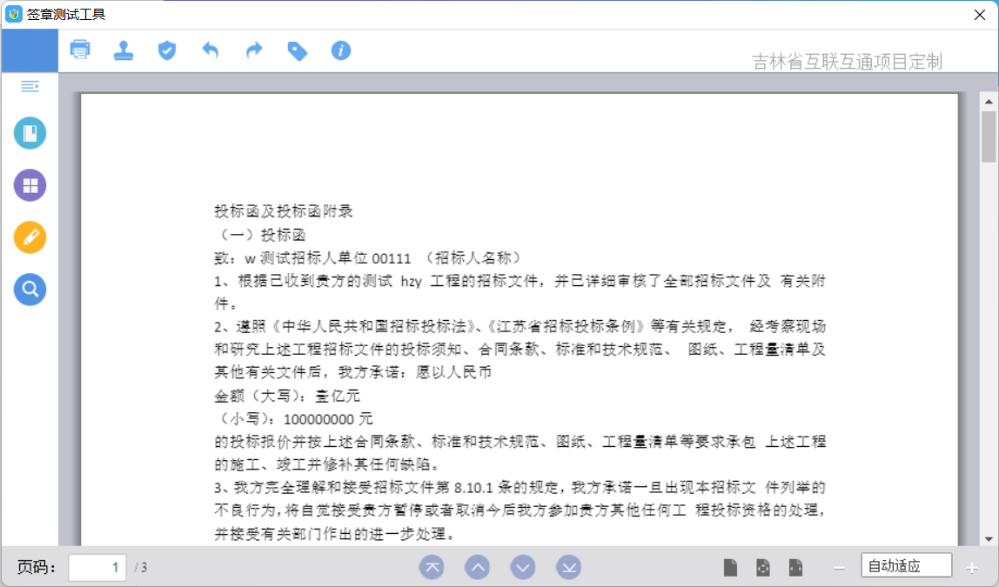 签章测试工具
吉林省互联互通项目定制
投标函及投标函附录
（一）投标函
致：w 测试招标人单位 00111 （招标人名称）
1、根据已收到贵方的测试 hzy 工程的招标文件，并已详细审核了全部招标文件及 有关附
件。
2、遵照《中华人民共和国招标投标法》、《江苏省招标投标条例》等有关规定， 经考察现场
和研究上述工程招标文件的投标须知、合同条款、标准和技术规范、 图纸、工程量清单及
其他有关文件后，我方承诺：愿以人民币
金额（大写）：壹亿元
（小写）：100000000 元
的投标报价并按上述合同条款、标准和技术规范、图纸、工程量清单等要求承包 上述工程
的施工、竣工并修补其任何缺陷。
3、我方完全理解和接受招标文件第 8.10.1 条的规定，我方承诺一旦出现本招标文 件列举的
不良行为，将自觉接受贵方暂停或者取消今后我方参加贵方其他任何工 程投标资格的处理，
并接受有关部门作出的进一步处理。
页码： 1 / 3 自动适应